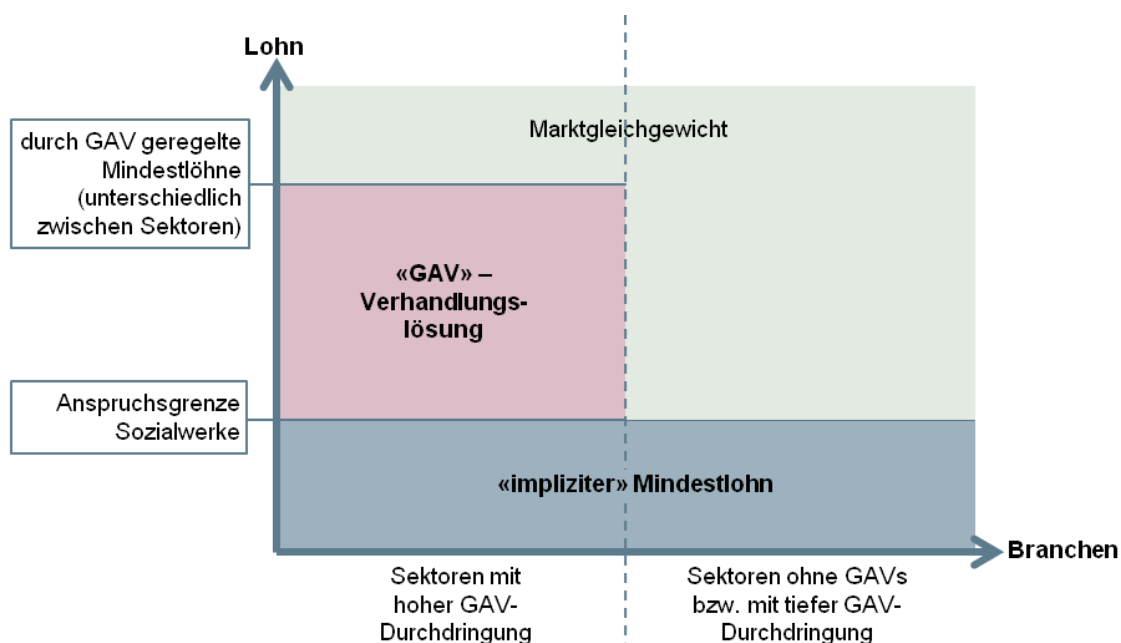 Lohn
durch GAV geregelte
Mindestlöhne
(unterschiedlich
zwischen Sektoren)
Marktgleichgewicht
«GAV» –
Verhandlungs-
lösung
Anspruchsgrenze
Sozialwerke
«impliziter» Mindestlohn
Branchen
Sektoren mit
hoher GAV-
Durchdringung
Sektoren ohne GAVs
bzw. mit tiefer GAV-
Durchdringung